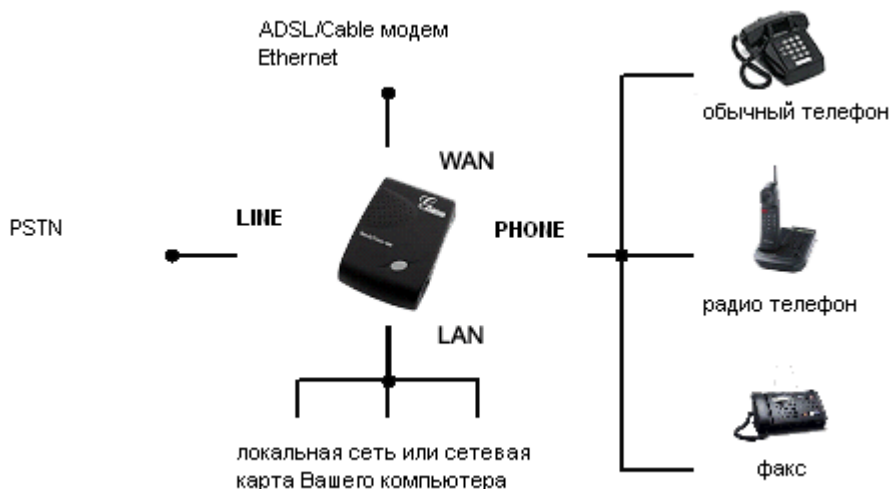 ADSL/Cable модем
Ethernet
обычный телефон
WAN
LINE
PHONE
PSTN
LAN
радио телефон
локальная сеть или сетевая
карта Вашего компьютера
факс